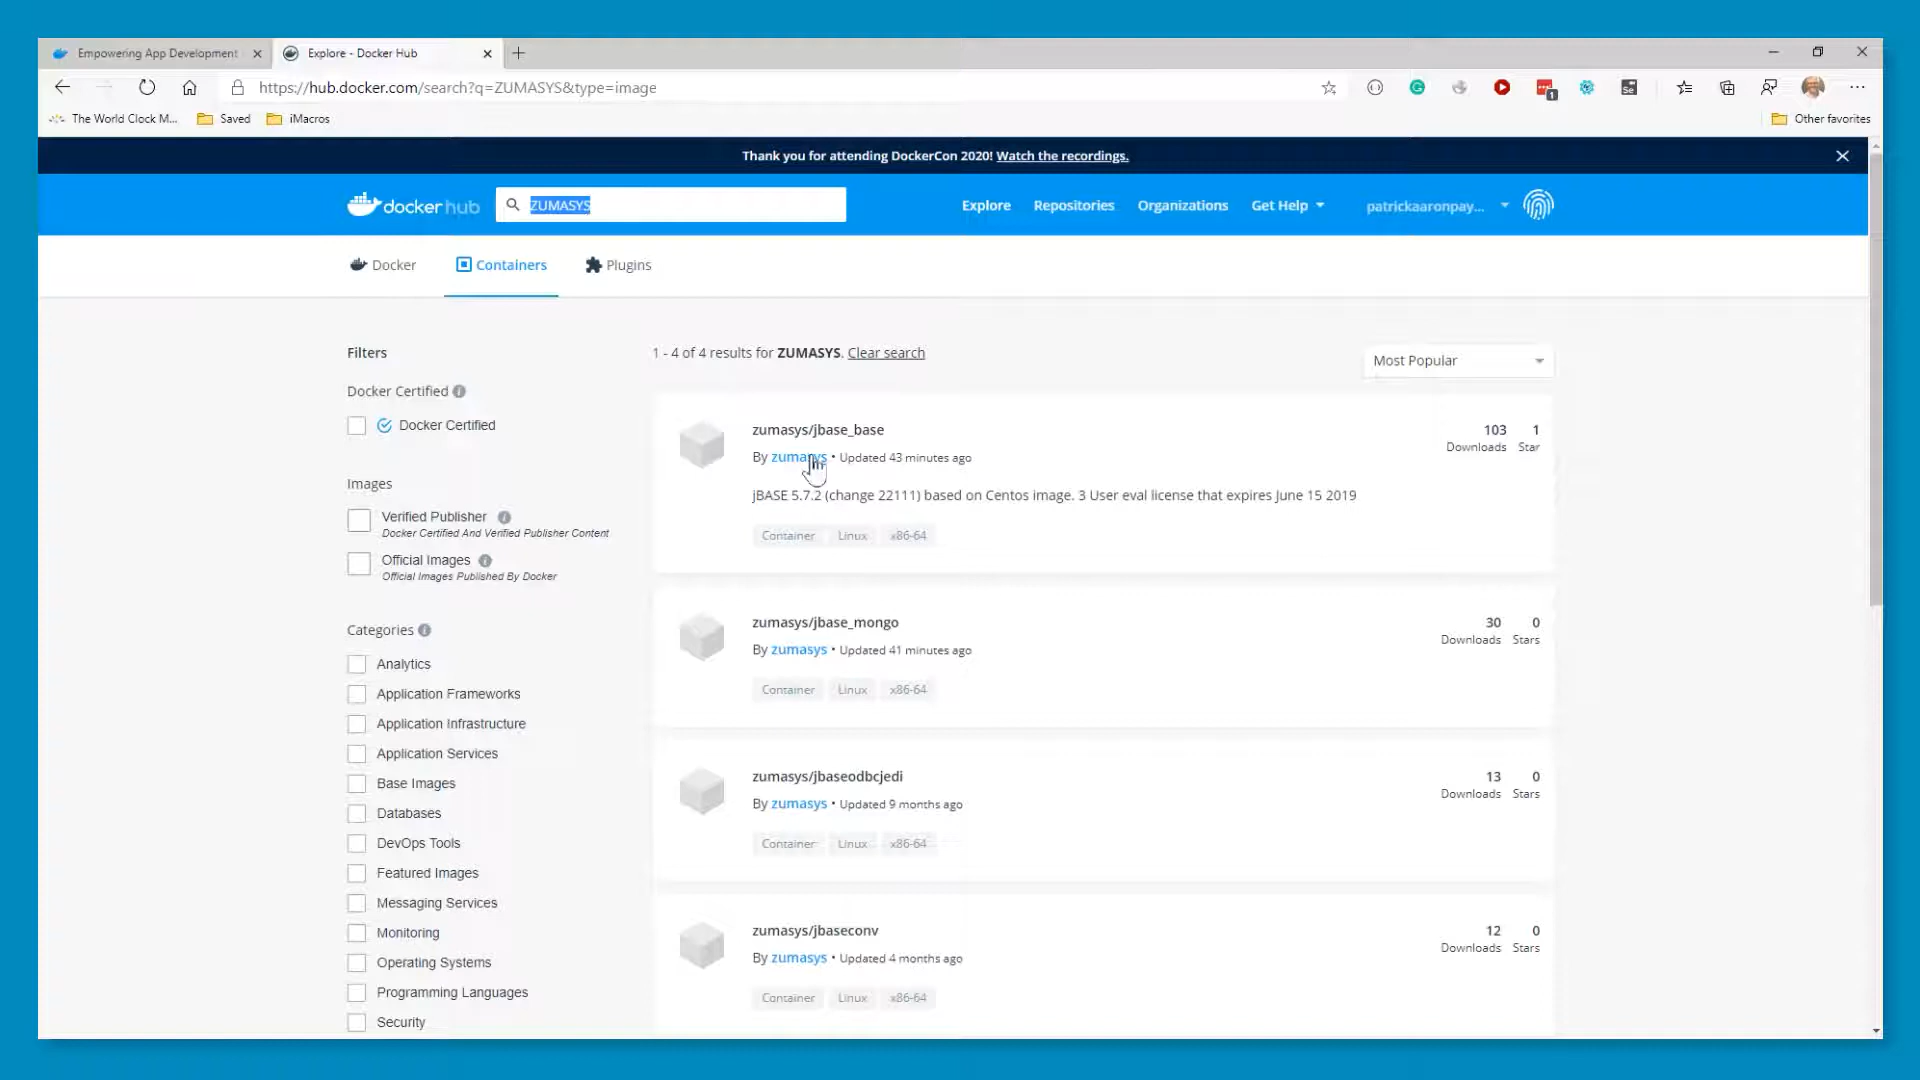 Empowering App Development
Explore - Docker Hub
https://hub.docker.com/search?q=ZUMASYS&type=image
1
Se
The World Clock M...
Saved
iMacros
Other favorites
Thank you for attending DockerCon 2020! Watch the recordings.
docker hub
ZUMASYS
Explore
Repositories
Organizations
Get Help
patrickaaronpay...
Docker
Containers
Plugins
Filters
1 - 4 of 4 results for ZUMASYS. Clear search
Most Popular
Docker Certified
Docker Certified
Images
Verified Publisher
Docker Certified And Verified Publisher Content
Official Images
Official Images Published By Docker
Categories
Analytics
Application Frameworks
Application Infrastructure
Application Services
Base Images
Databases
DevOps Tools
Featured Images
Messaging Services
Monitoring
Operating Systems
Programming Languages
Security
zumasys/jbase_base
103 1
Downloads Star
By zumasys • Updated 43 minutes ago
jBASE 5.7.2 (change 22111) based on Centos image. 3 User eval license that expires June 15 2019
Container Linux x86-64
zumasys/jbase_mongo
30 0
Downloads Stars
By zumasys • Updated 41 minutes ago
Container Linux x86-64
zumasys/jbaseodbcjedi
13 0
Downloads Stars
By zumasys • Updated 9 months ago
Container Linux x86-64
zumasys/jbaseconv
12 0
Downloads Stars
By zumasys • Updated 4 months ago
Container Linux x86-64